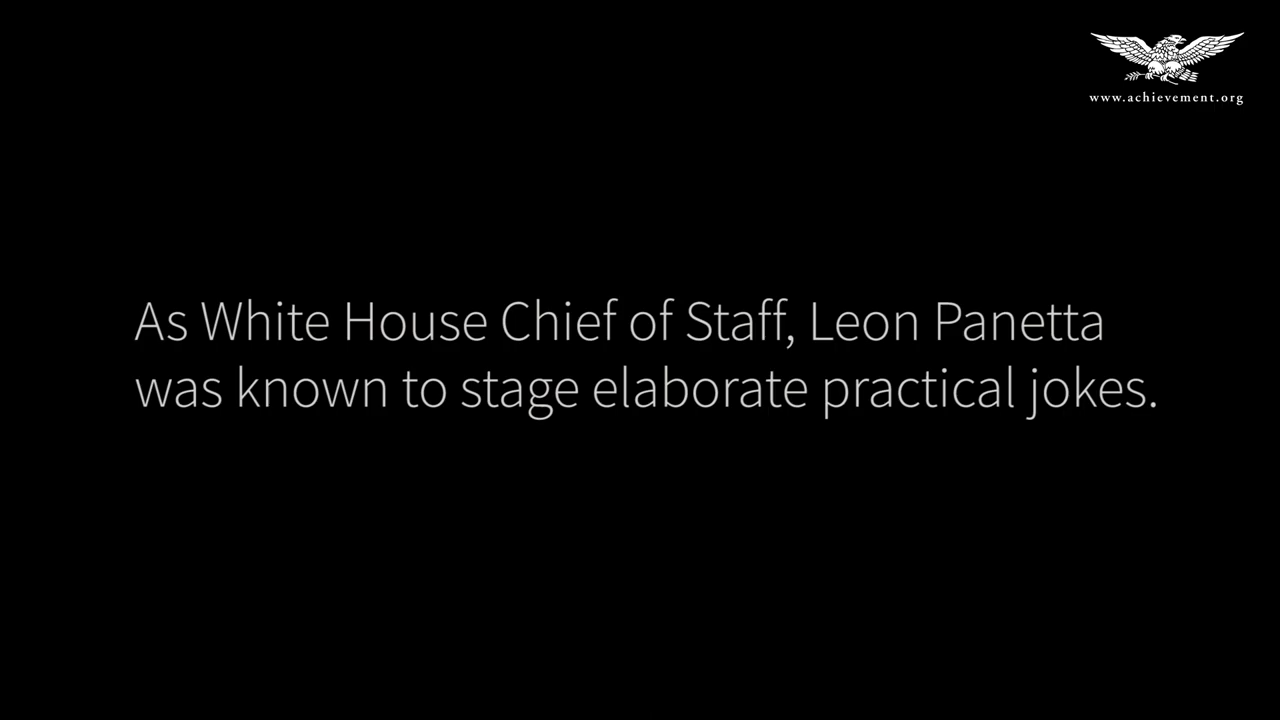 www.achievement.org
As White House Chief of Staff, Leon Panetta
was known to stage elaborate practical jokes.